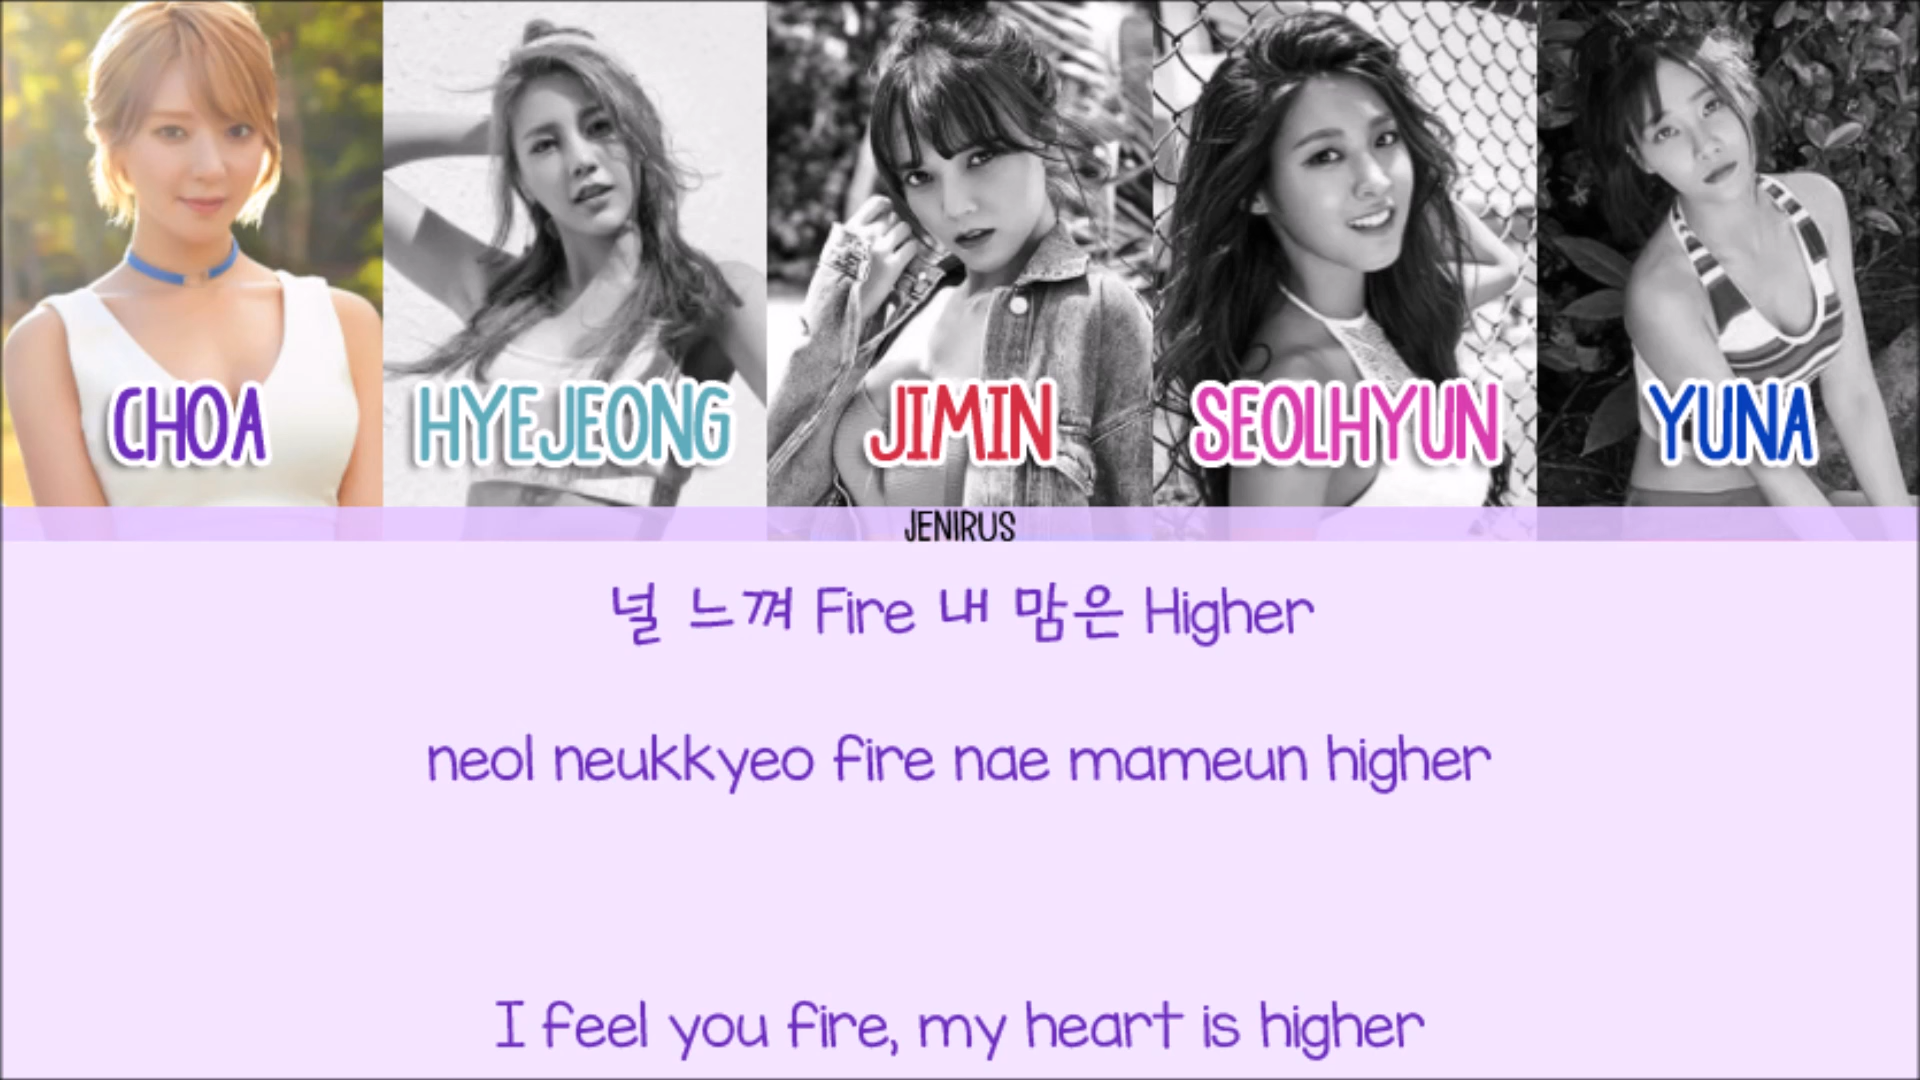 CHOA HYEJEONG JIMIN SEOLHYUN YUNA
JENIRUS
널 느껴 Fire 내 맘은 Higher
neol neukkyeo fire nae mameun higher
I feel you fire, my heart is higher